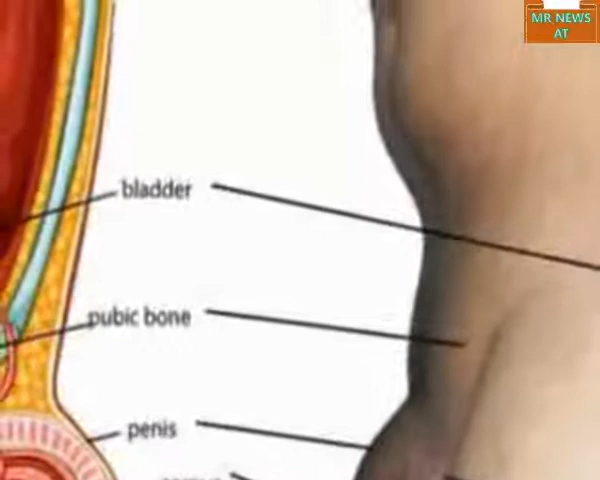 MR NEWS
AT
bladder
pubic bone
penis